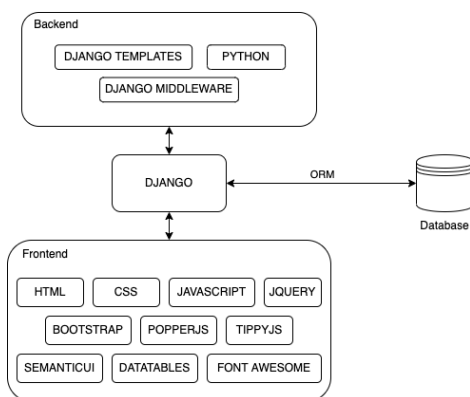 Backend
DJANGO TEMPLATES
PYTHON
DJANGO MIDDLEWARE
DJANGO
ORM
Database
Frontend
HTML
CSS
JAVASCRIPT
JQUERY
BOOTSTRAP
POPPERJS
TIPPYJS
SEMANTICUI
DATATABLES
FONT AWESOME